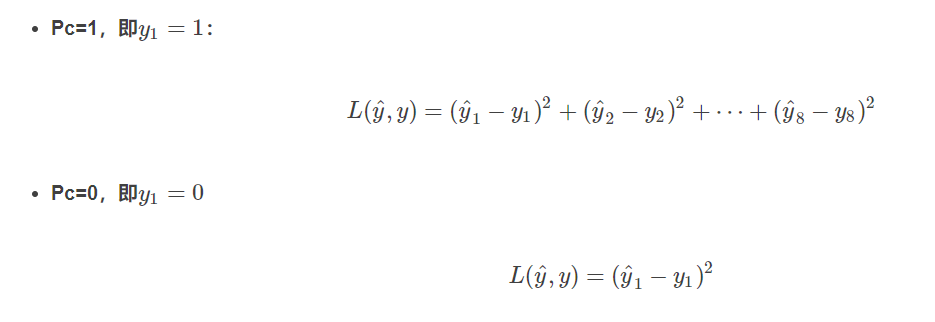 • Pc=1，即y₁ = 1：
L(ŷ, y) = (ŷ₁ − y₁)² + (ŷ₂ − y₂)² + ⋯ + (ŷ₈ − y₈)²
• Pc=0，即y₁ = 0
L(ŷ, y) = (ŷ₁ − y₁)²